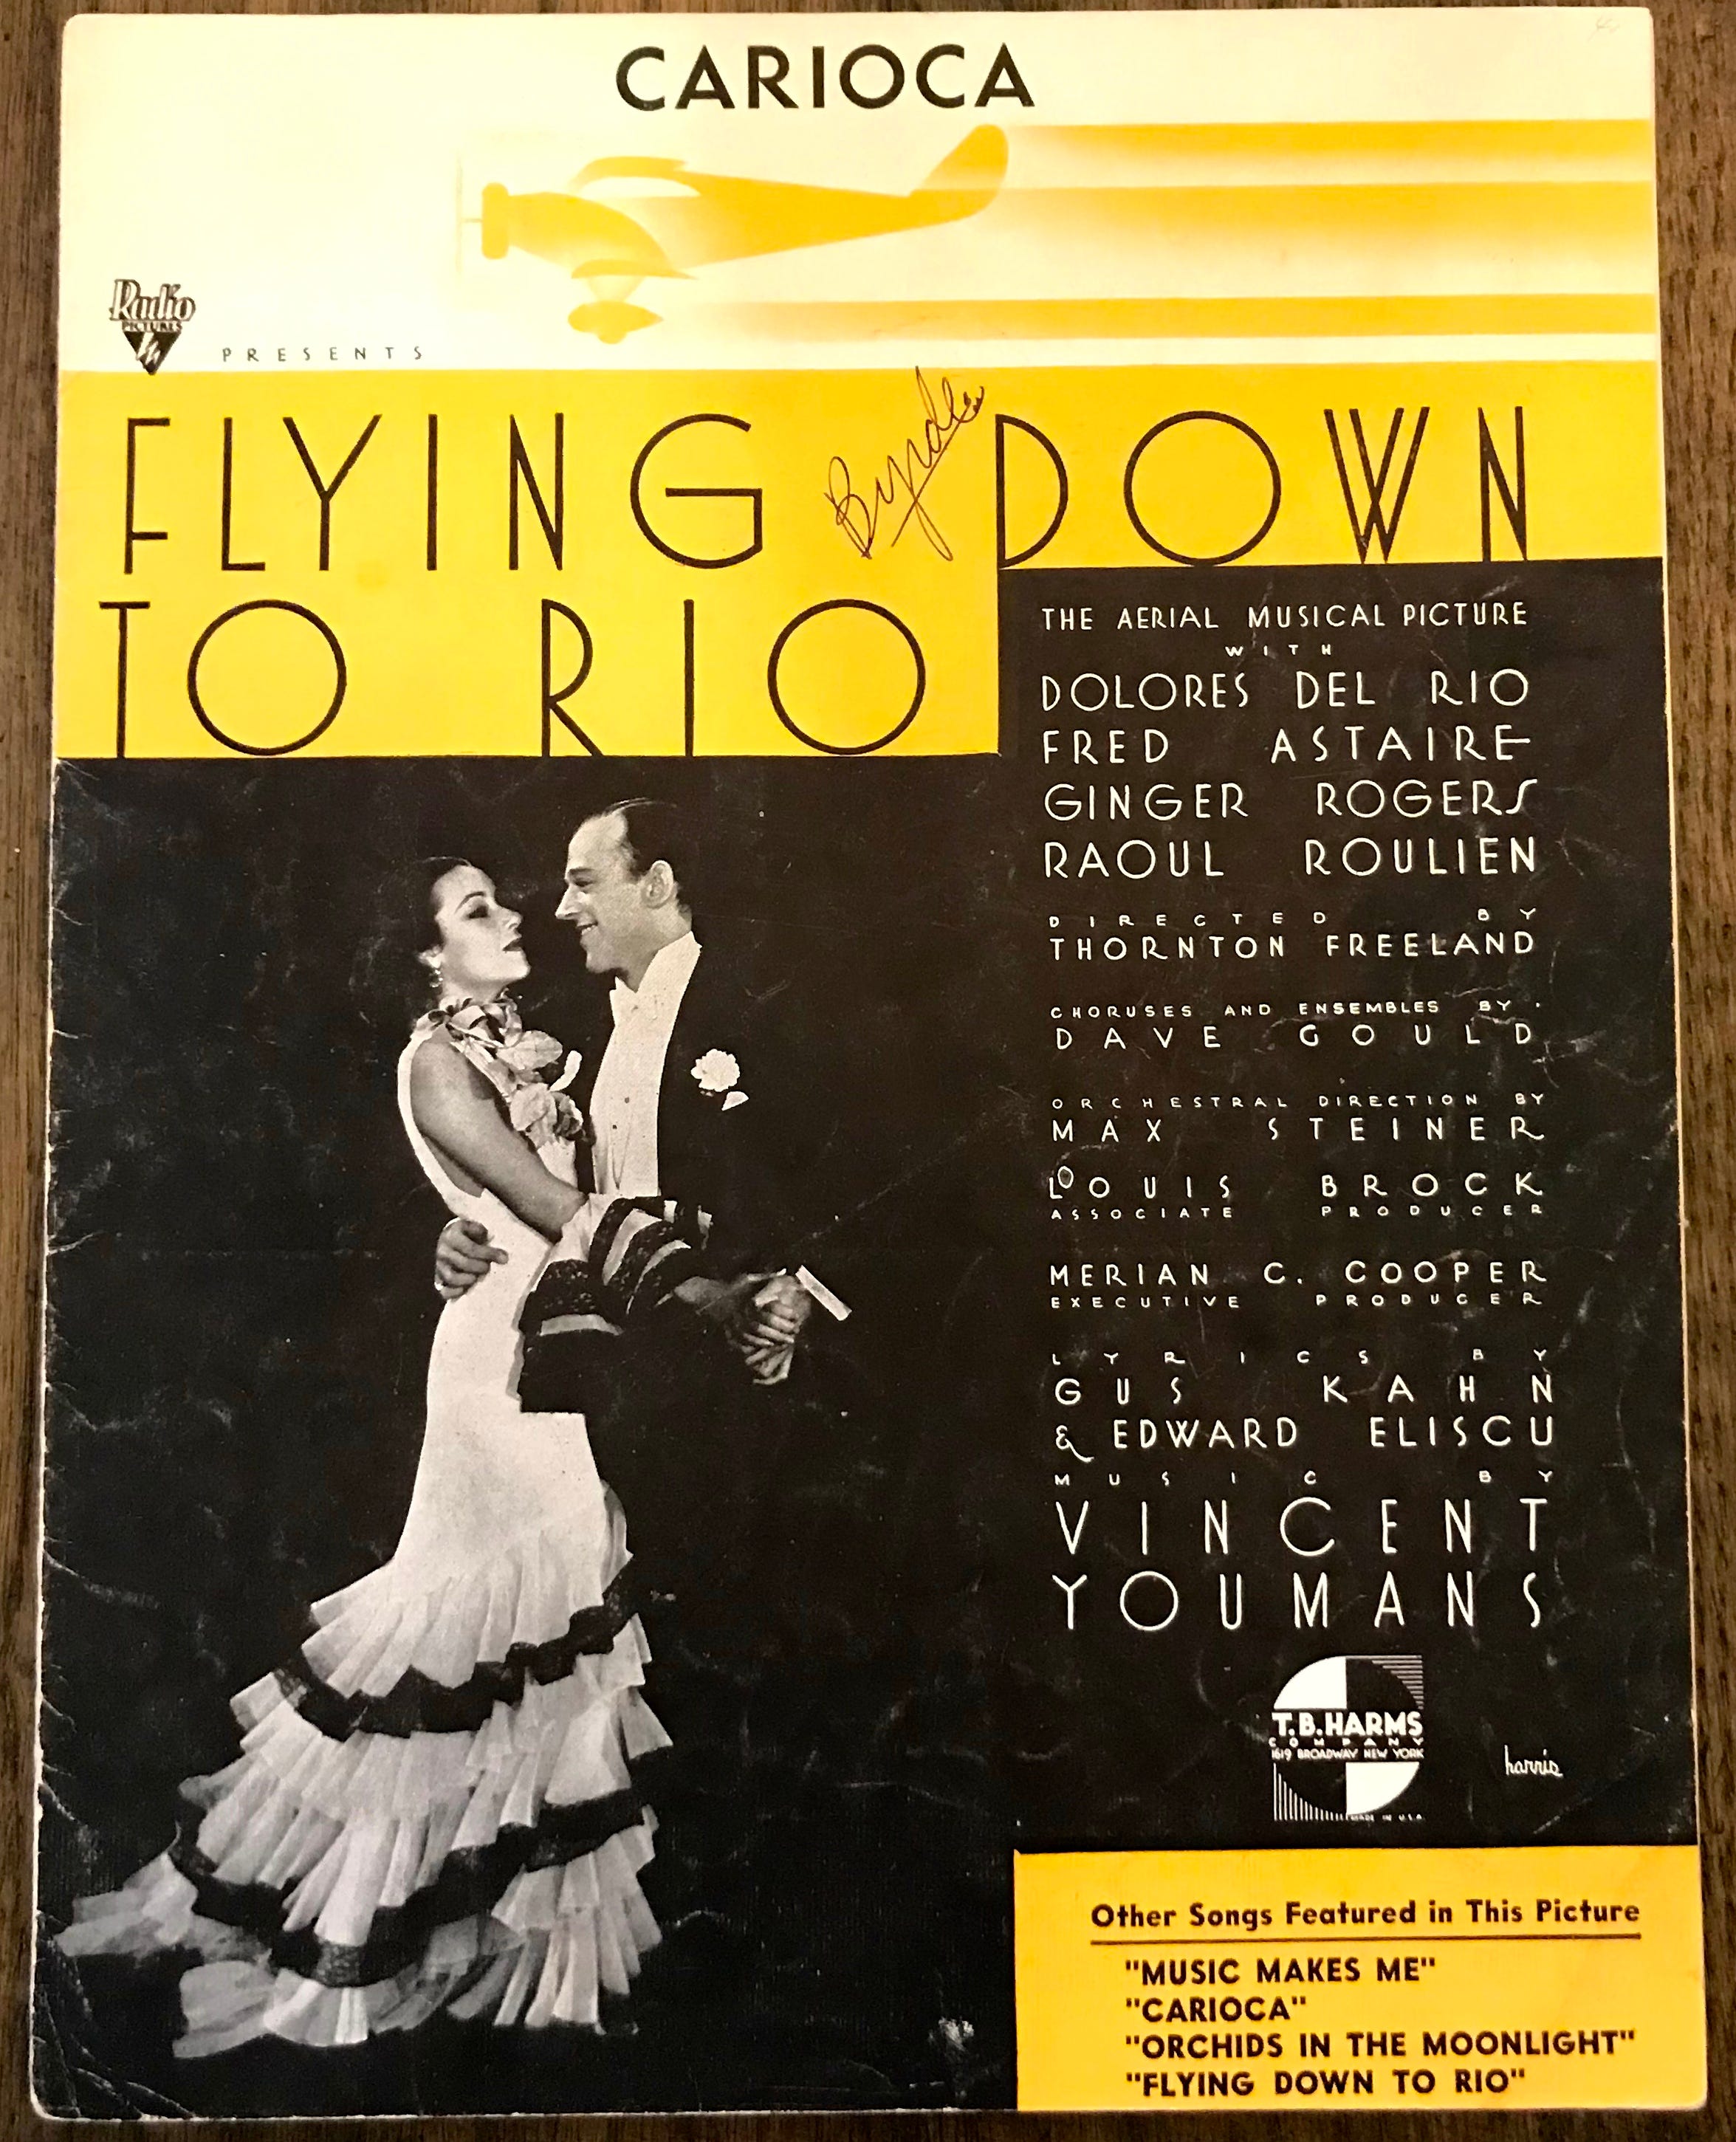 CARIOCA
Radio
PICTURES
PRESENTS
FLYING DOWN
TO RIO
THE AERIAL MUSICAL PICTURE
WITH
DOLORES DEL RIO
FRED ASTAIRE
GINGER ROGERS
RAOUL ROULIEN
DIRECTED BY
THORNTON FREELAND
CHORUSES AND ENSEMBLES BY
DAVE GOULD
ORCHESTRAL DIRECTION BY
MAX STEINER
LOUIS BROCK
ASSOCIATE PRODUCER
MERIAN C. COOPER
EXECUTIVE PRODUCER
LYRICS BY
GUS KAHN
& EDWARD ELISCU
MUSIC BY
VINCENT
YOUMANS
T.B. HARMS
COMPANY
1619 BROADWAY NEW YORK
MADE IN U.S.A.
harris
Other Songs Featured in This Picture
"MUSIC MAKES ME"
"CARIOCA"
"ORCHIDS IN THE MOONLIGHT"
"FLYING DOWN TO RIO"